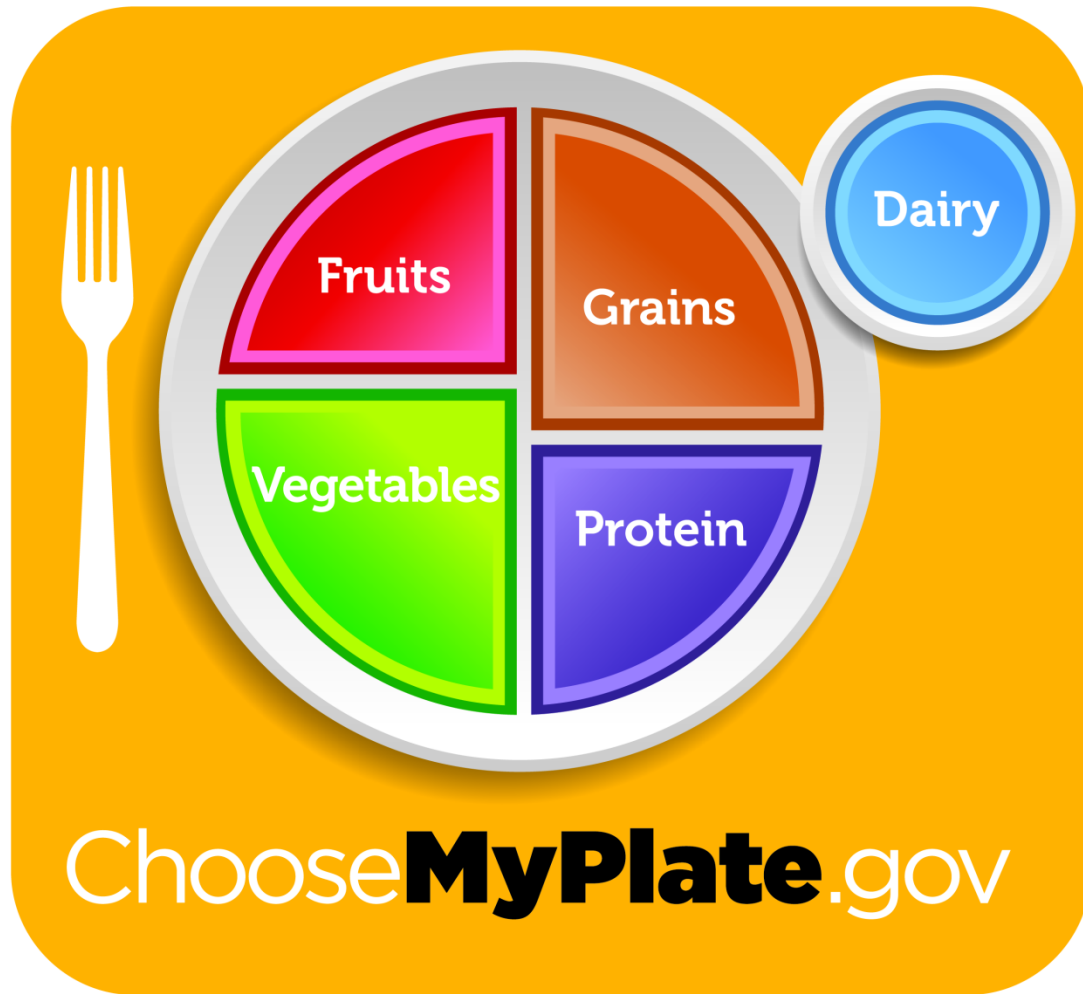 Dairy
Fruits
Grains
Vegetables
Protein
ChooseMyPlate.gov